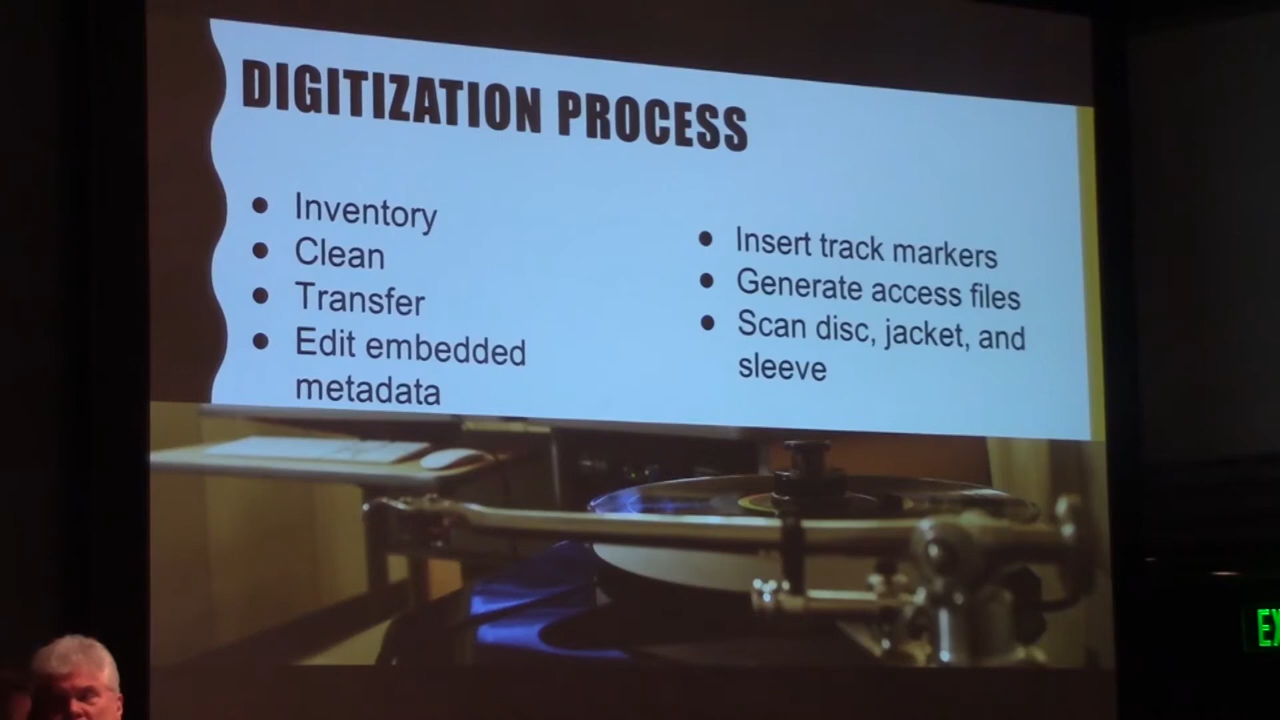 DIGITIZATION PROCESS
• Inventory
• Clean
• Transfer
• Edit embedded
metadata
• Insert track markers
• Generate access files
• Scan disc, jacket, and
sleeve
EX